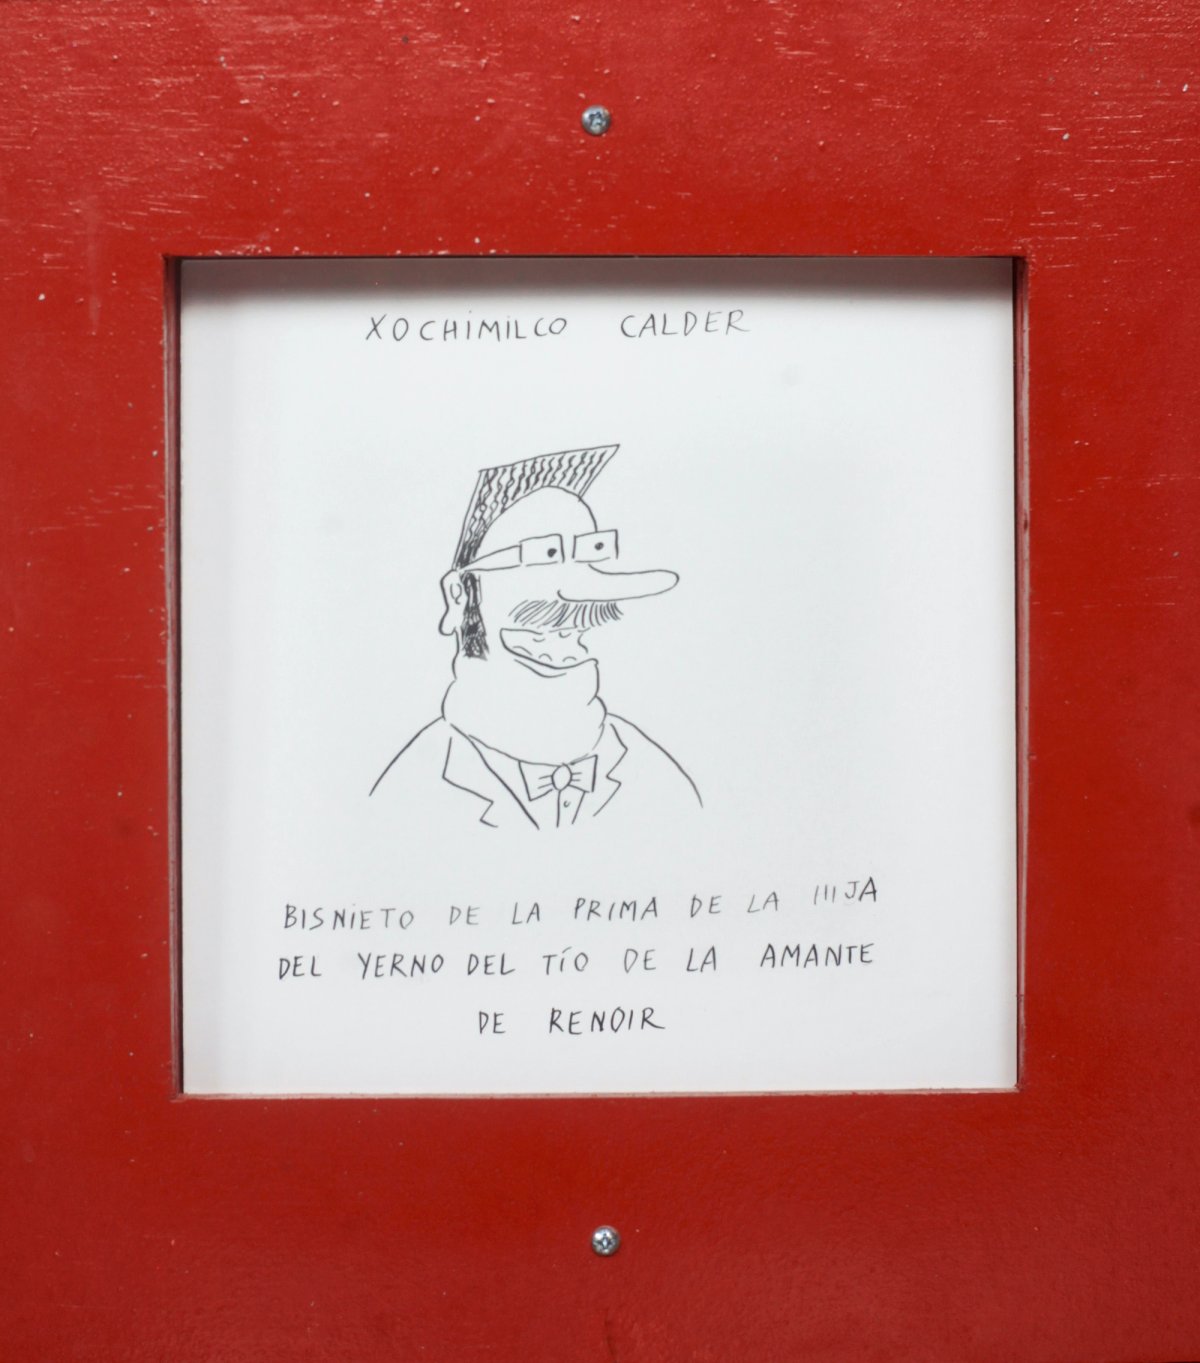 XOCHIMILCO CALDER
BISNIETO DE LA PRIMA DE LA HIJA
DEL YERNO DEL TÍO DE LA AMANTE
DE RENOIR